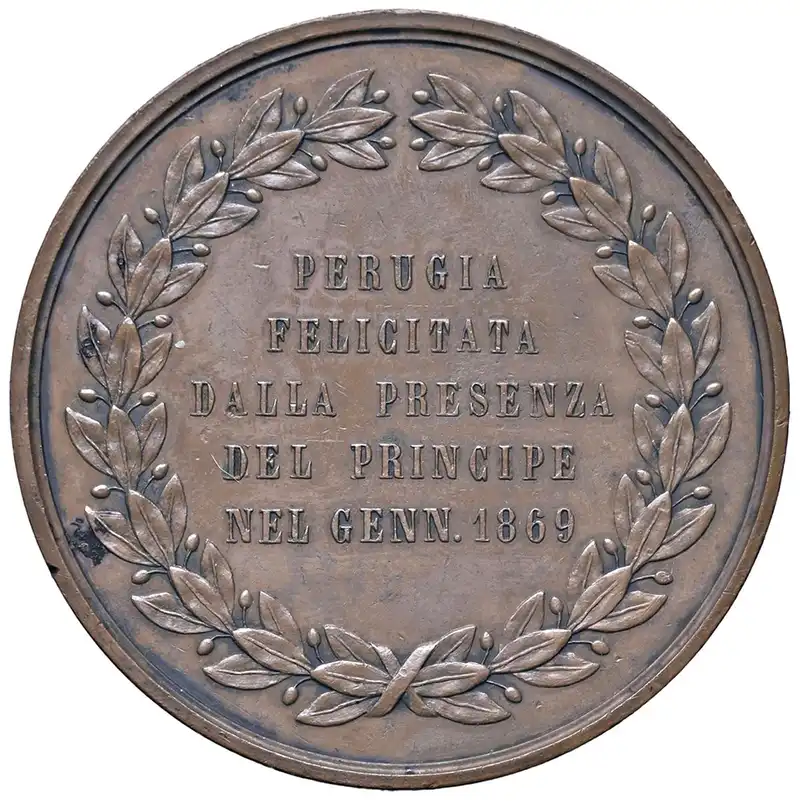 PERUGIA
FELICITATA
DALLA PRESENZA
DEL PRINCIPE
NEL GENN. 1869